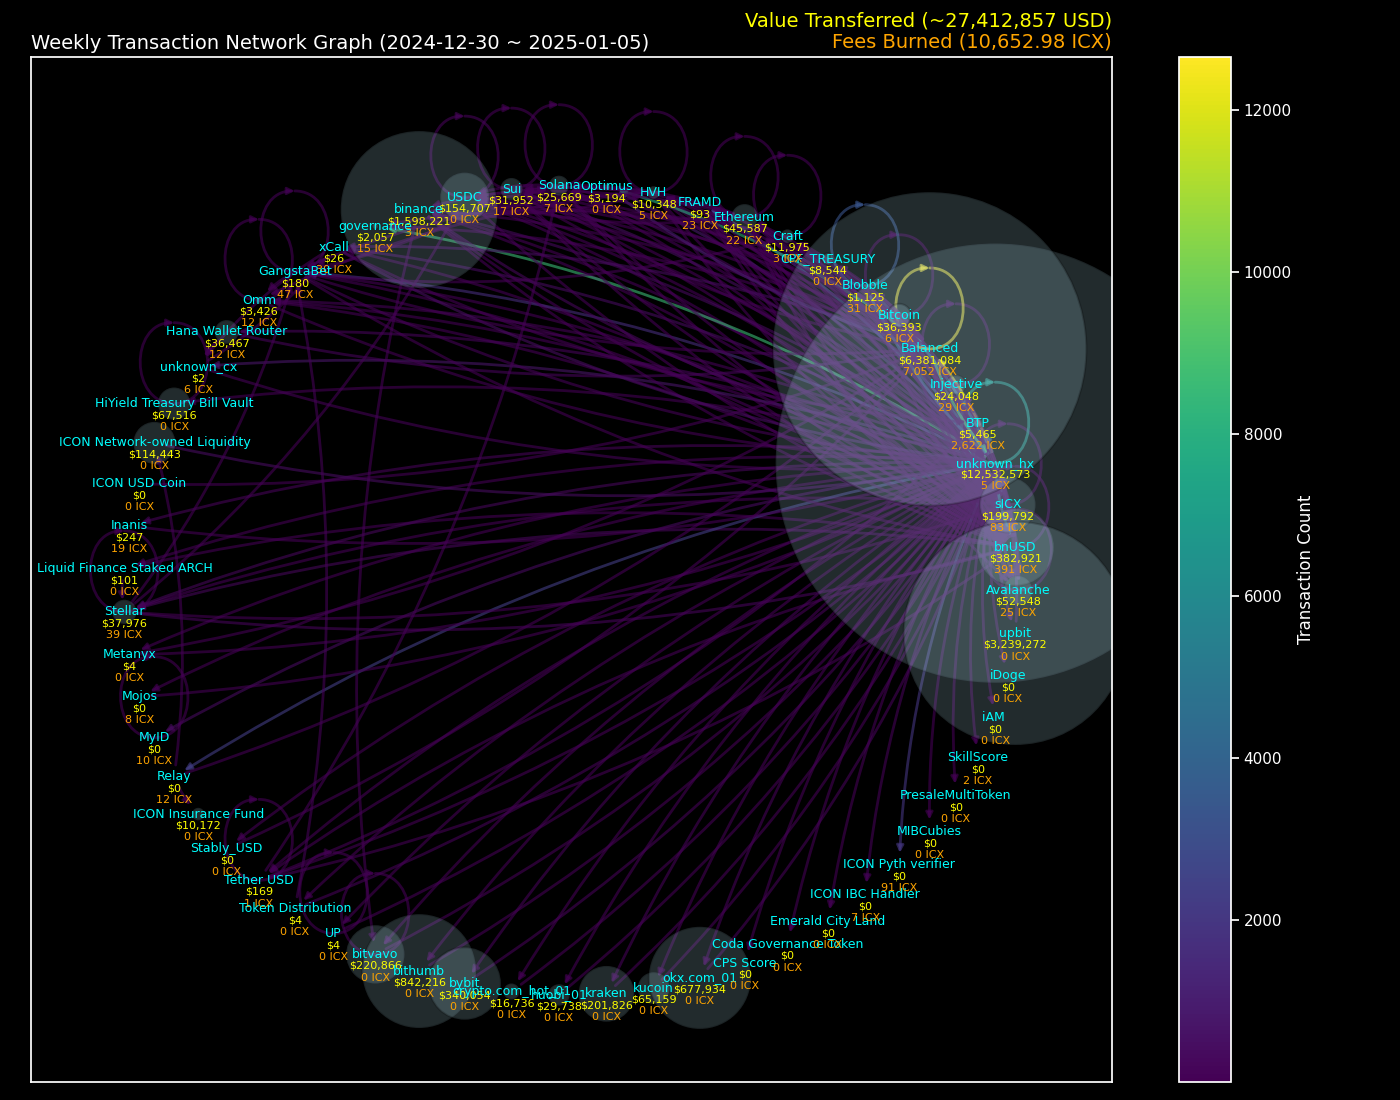 Value Transferred (~27,412,857 USD)
Weekly Transaction Network Graph (2024-12-30 ~ 2025-01-05)
Fees Burned (10,652.98 ICX)
USDC
$154,707
0 ICX
Sui
$31,952
17 ICX
Solana
$25,669
7 ICX
Optimus
$3,194
0 ICX
HVH
$10,348
5 ICX
FRAMD
$93
23 ICX
Ethereum
$45,587
22 ICX
Craft
$11,975
CPF_TREASURY
$8,544
0 ICX
Blobble
$1,125
31 ICX
Bitcoin
$36,393
6 ICX
Balanced
$6,381,084
7,052 ICX
Injective
$24,048
29 ICX
BTP
$5,465
2,622 ICX
unknown_hx
$12,532,573
5 ICX
sICX
$199,792
83 ICX
bnUSD
$382,921
391 ICX
Avalanche
$52,548
25 ICX
upbit
$3,239,272
0 ICX
iDoge
$0
0 ICX
iAM
$0
0 ICX
SkillScore
$0
2 ICX
PresaleMultiToken
$0
0 ICX
MIBCubies
$0
0 ICX
ICON Pyth verifier
$0
91 ICX
ICON IBC Handler
$0
7 ICX
Emerald City Land
$0
0 ICX
Coda Governance Token
$0
0 ICX
CPS Score
$0
0 ICX
okx.com_01
$677,934
0 ICX
kucoin
$65,159
0 ICX
kraken
$201,826
0 ICX
huobi_01
$29,738
0 ICX
crypto.com_hot_01
$16,736
0 ICX
bybit
$340,054
0 ICX
bithumb
$842,216
0 ICX
bitvavo
$220,866
0 ICX
UP
$4
0 ICX
Token Distribution
$4
0 ICX
Tether USD
$169
1 ICX
Stably_USD
$0
0 ICX
ICON Insurance Fund
$10,172
0 ICX
Relay
$0
12 ICX
MyID
$0
10 ICX
Mojos
$0
8 ICX
Metanyx
$4
0 ICX
Stellar
$37,976
39 ICX
Liquid Finance Staked ARCH
$101
0 ICX
Inanis
$247
19 ICX
ICON USD Coin
$0
0 ICX
ICON Network-owned Liquidity
$114,443
0 ICX
HiYield Treasury Bill Vault
$67,516
0 ICX
unknown_cx
$2
6 ICX
Hana Wallet Router
$36,467
12 ICX
Omm
$3,426
12 ICX
GangstaBet
$180
47 ICX
xCall
$26
ICX
governance
$2,057
15 ICX
binance
$1,598,221
3 ICX
12000
10000
8000
6000
4000
2000
Transaction Count